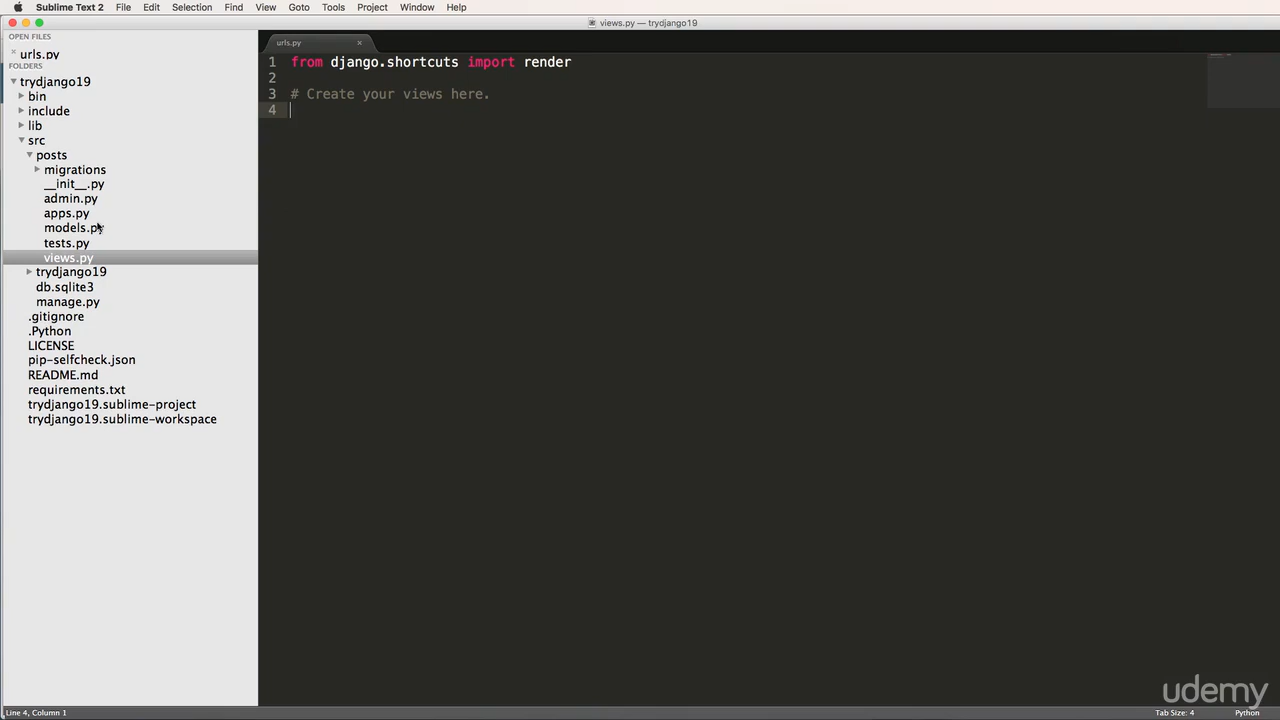 Sublime Text 2 File Edit Selection Find View Goto Tools Project Window Help
views.py — trydjango19
OPEN FILES
urls.py
FOLDERS
trydjango19
bin
include
lib
src
posts
migrations
__init__.py
admin.py
apps.py
models.py
tests.py
views.py
trydjango19
db.sqlite3
manage.py
.gitignore
.Python
LICENSE
pip-selfcheck.json
README.md
requirements.txt
trydjango19.sublime-project
trydjango19.sublime-workspace
urls.py
1 from django.shortcuts import render
2
3 # Create your views here.
4
udemy
Line 4, Column 1
Tab Size: 4
Python